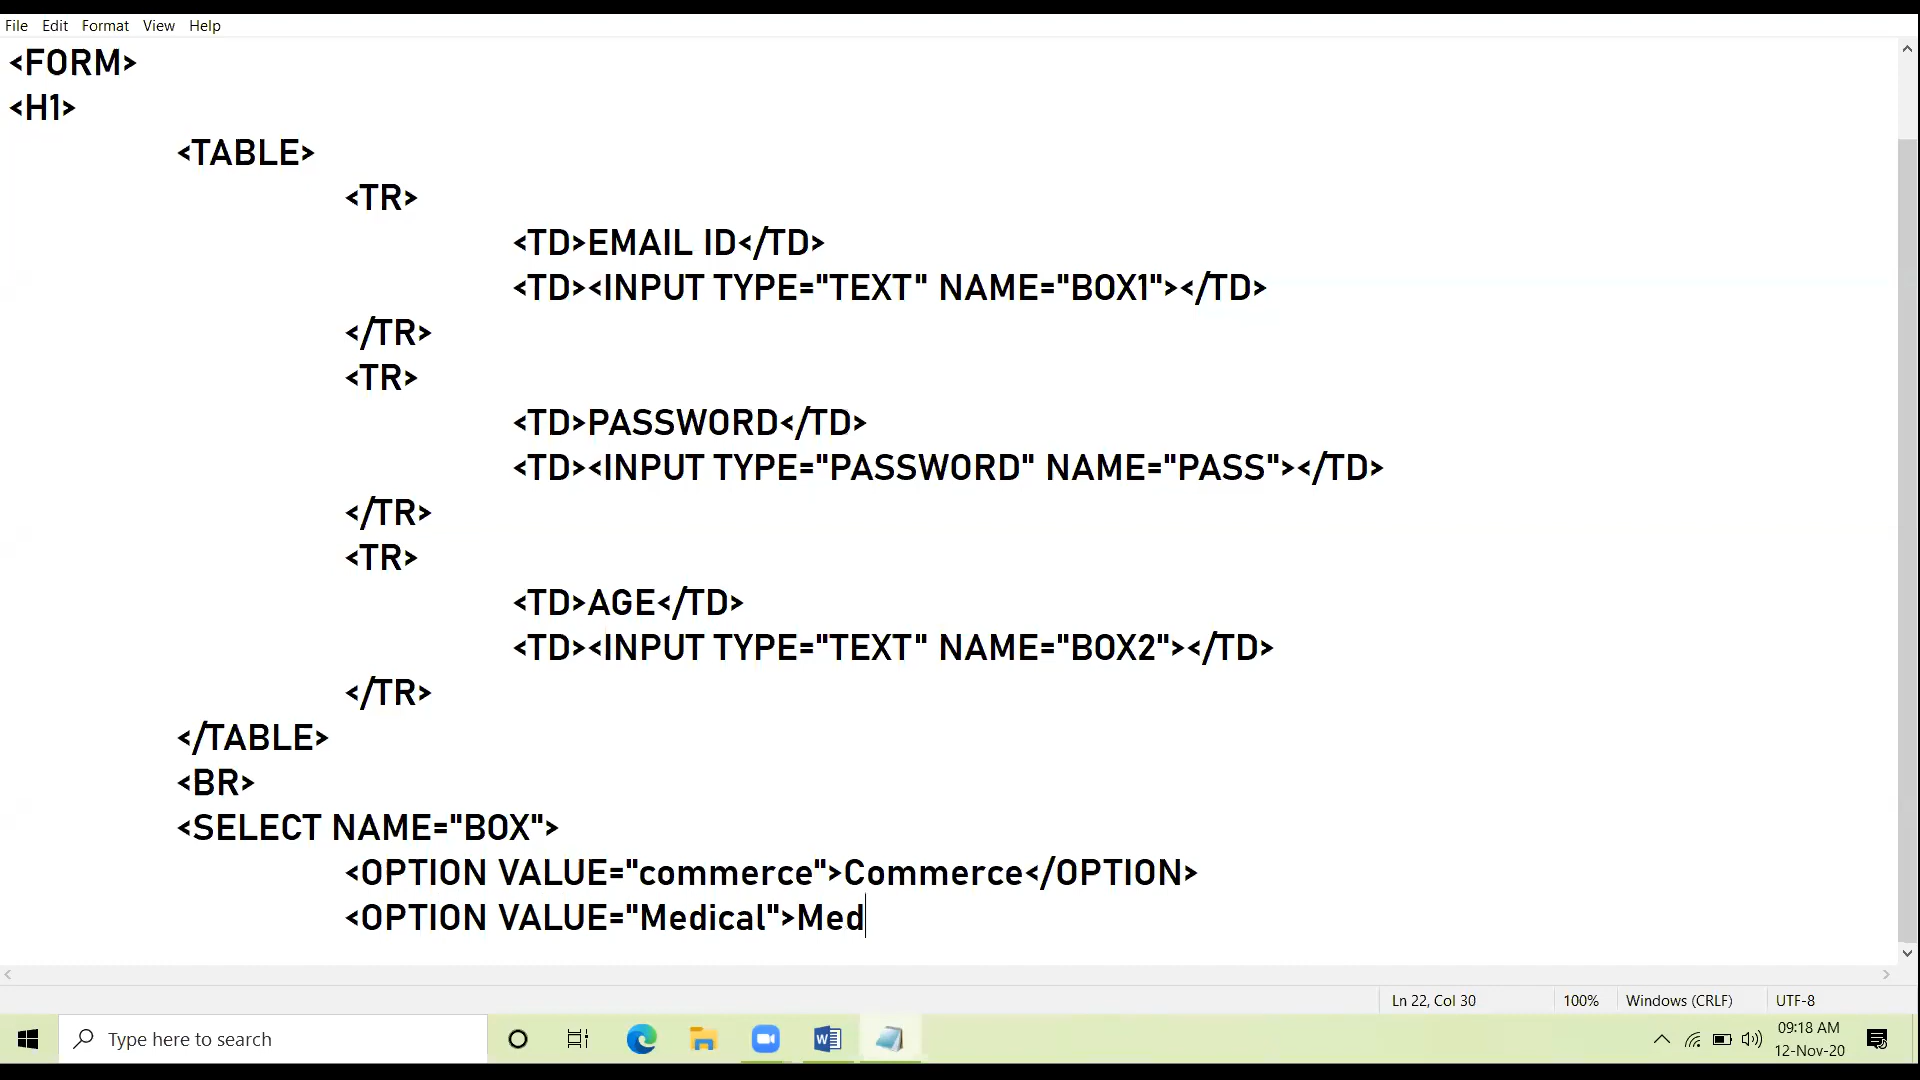 File Edit Format View Help
<FORM>
<H1>
<TABLE>
<TR>
<TD>EMAIL ID</TD>
<TD><INPUT TYPE="TEXT" NAME="BOX1"></TD>
</TR>
<TR>
<TD>PASSWORD</TD>
<TD><INPUT TYPE="PASSWORD" NAME="PASS"></TD>
</TR>
<TR>
<TD>AGE</TD>
<TD><INPUT TYPE="TEXT" NAME="BOX2"></TD>
</TR>
</TABLE>
<BR>
<SELECT NAME="BOX">
<OPTION VALUE="commerce">Commerce</OPTION>
<OPTION VALUE="Medical">Med
Ln 22, Col 30 100% Windows (CRLF) UTF-8
Type here to search
09:18 AM
12-Nov-20